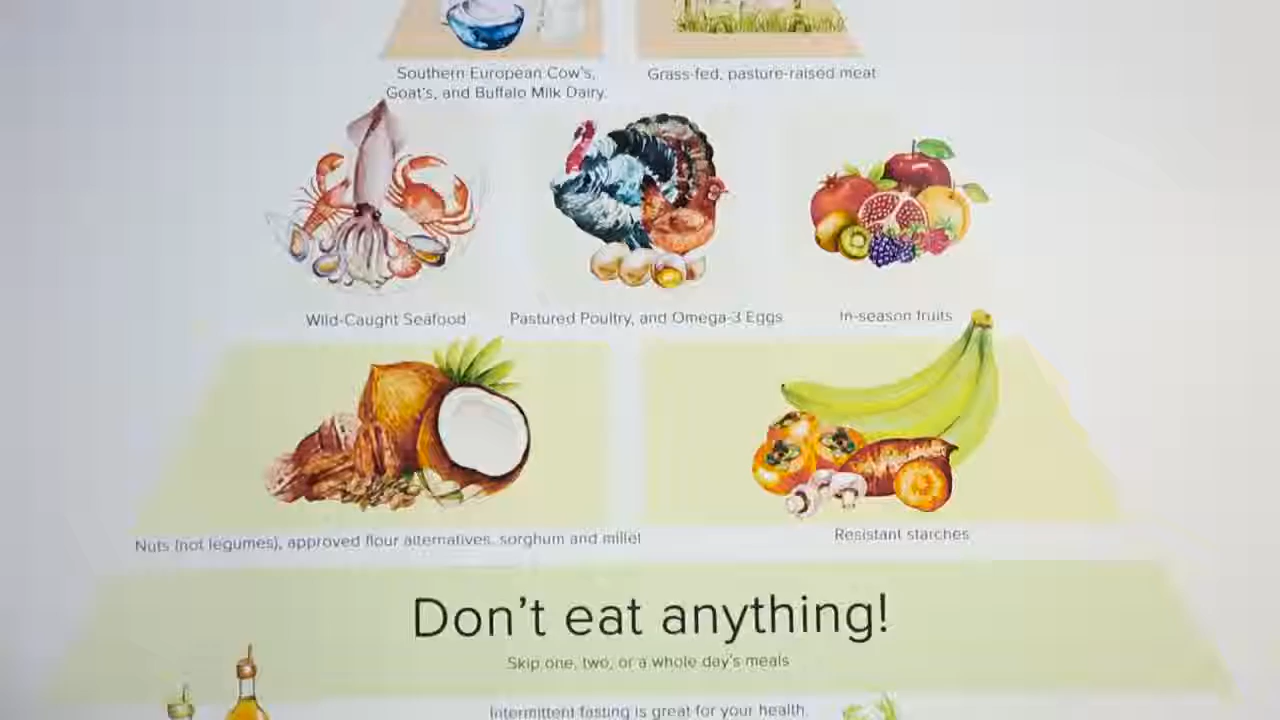 Southern European Cow's,
Goat's, and Buffalo Milk Dairy.
Grass-fed, pasture-raised meat
Wild-Caught Seafood
Pastured Poultry, and Omega-3 Eggs
In-season fruits
Nuts (not legumes), approved flour alternatives, sorghum and millet
Resistant starches
Don't eat anything!
Skip one, two, or a whole day's meals
Intermittent fasting is great for your health.